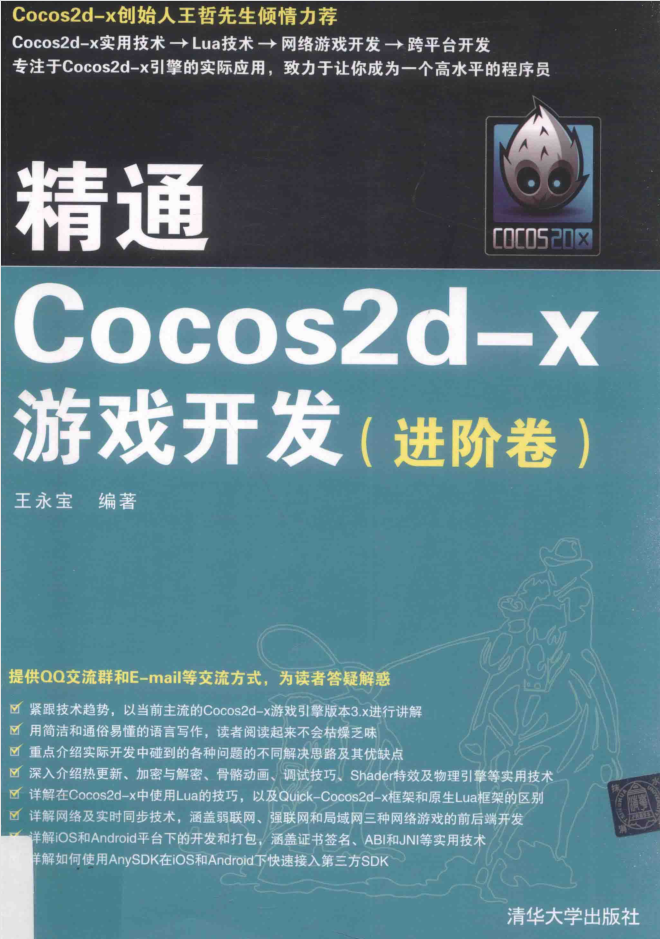 Cocos2d-x创始人王哲先生倾情力荐
Cocos2d-x实用技术→Lua技术→网络游戏开发→跨平台开发
专注于Cocos2d-x引擎的实际应用，致力于让你成为一个高水平的程序员
COCOS2DX
精通
Cocos2d-x
游戏开发（进阶卷）
王永宝 编著
提供QQ交流群和E-mail等交流方式，为读者答疑解惑
紧跟技术趋势，以当前主流的Cocos2d-x游戏引擎版本3.x进行讲解
用简洁和通俗易懂的语言写作，读者阅读起来不会枯燥乏味
重点介绍实际开发中碰到的各种问题的不同解决思路及其优缺点
深入介绍热更新、加密与解密、骨骼动画、调试技巧、Shader特效及物理引擎等实用技术
详解在Cocos2d-x中使用Lua的技巧，以及Quick-Cocos2d-x框架和原生Lua框架的区别
详解网络及实时同步技术，涵盖弱联网、强联网和局域网三种网络游戏的前后端开发
详解iOS和Android平台下的开发和打包，涵盖证书签名、ABI和JNI等实用技术
详解如何使用AnySDK在iOS和Android下快速接入第三方SDK
清华大学出版社